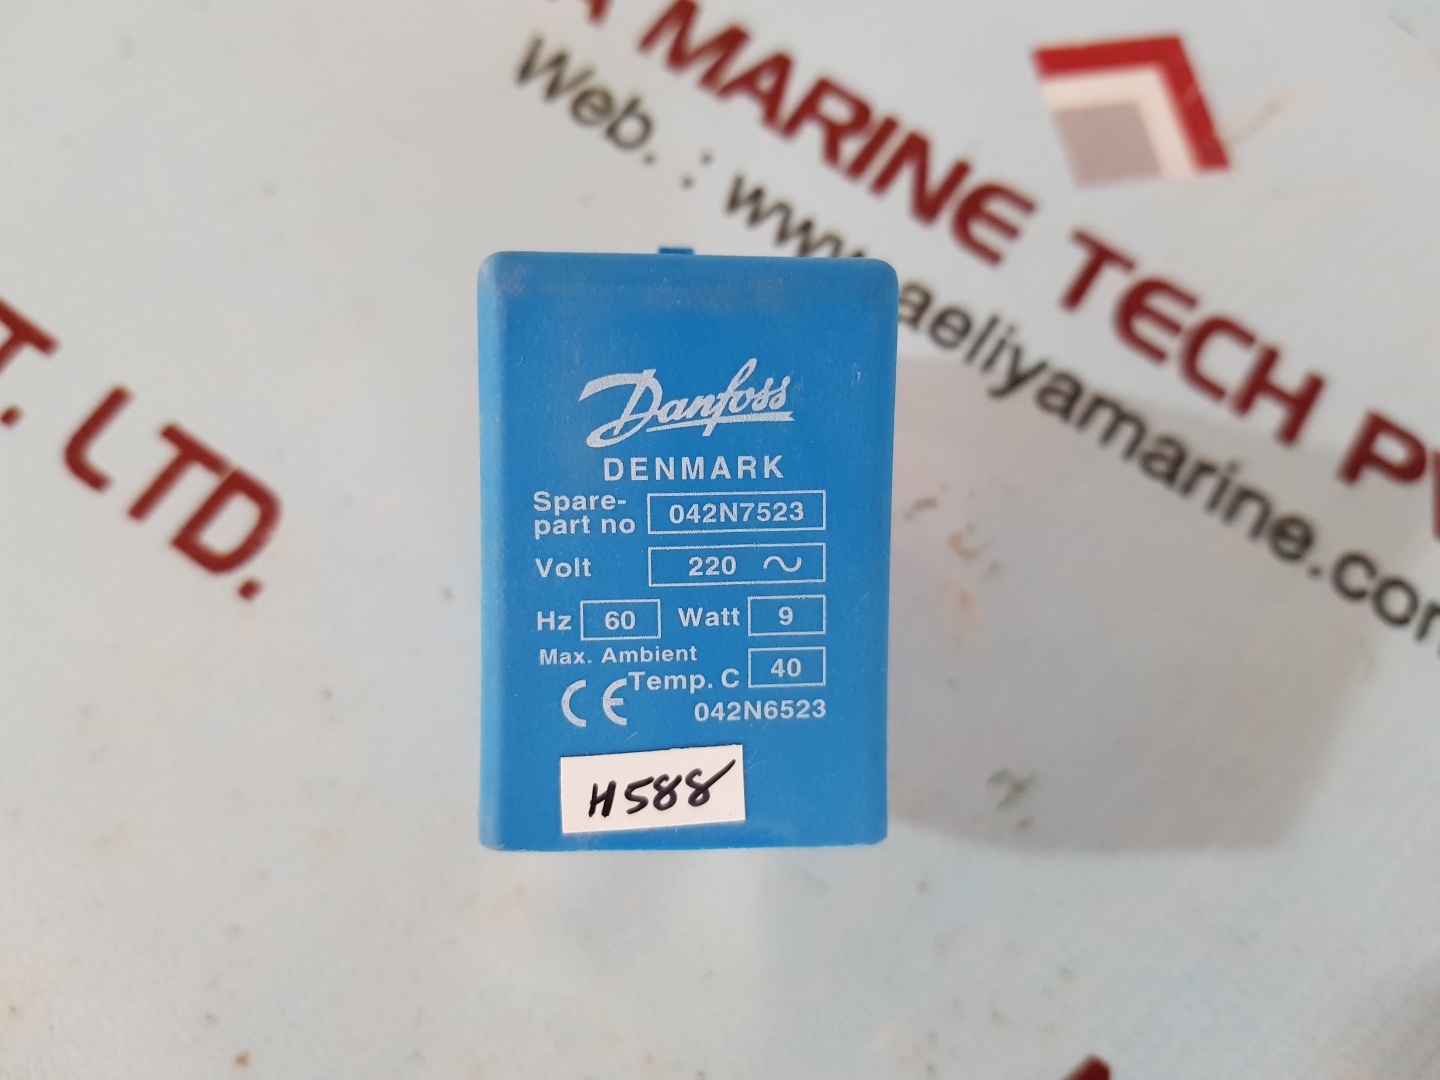 A MARINE TECH PV
Web. : www.aeliyamarine.co
T. LTD.
Danfoss
DENMARK
Spare-
part no 042N7523
Volt 220 ~
Hz 60 Watt 9
Max. Ambient
Temp. C 40
CE 042N6523
H588